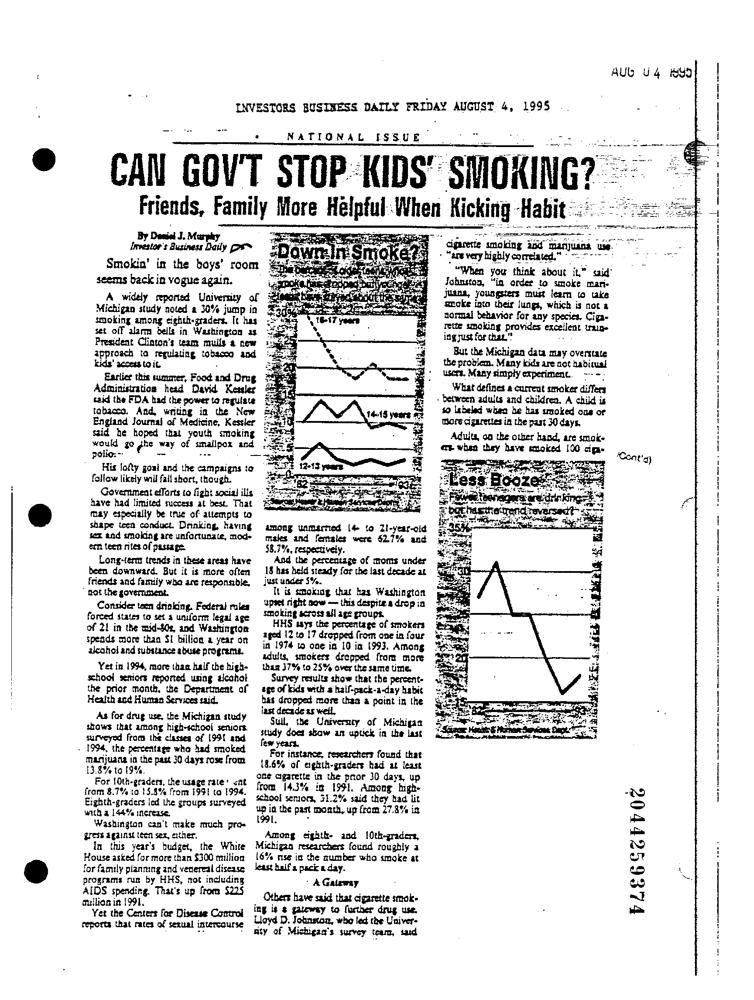 AUG 04 1995
INVESTORS BUSINESS DAILY FRIDAY AUGUST 4, 1995
NATIONAL ISSUE
CAN GOV'T STOP KIDS' SMOKING?
Friends, Family More Helpful When Kicking Habit
By Daniel J. Murphy
Investor's Business Daily
Smokin' in the boys' room
seems back in vogue again.
A widely reported University of
Michigan study noted a 30% jump in
smoking among eighth-graders. It has
set off alarm bells in Washington as
President Clinton's team mulls a new
approach to regulating tobacco and
kids' access to it.
Earlier this summer, Food and Drug
Administration head David Kessler
said the FDA had the power to regulate
tobacco. And, writing in the New
England Journal of Medicine, Kessler
said he hoped that youth smoking
would go the way of smallpox and
polio.
His lofty goal and the campaigns to
follow likely will fall short, though.
Government efforts to fight social ills
have had limited success at best. That
may especially be true of attempts to
shape teen conduct. Drinking, having
sex and smoking are unfortunate, mod-
ern teen rites of passage.
Long-term trends in these areas have
been downward. But it is more often
friends and family who are responsible,
not the government.
Consider teen drinking. Federal rules
forced states to set a uniform legal age
of 21 in the mid-80s, and Washington
spends more than $1 billion a year on
alcohol and substance abuse programs.
Yet in 1994, more than half the high-
school seniors reported using alcohol
the prior month, the Department of
Health and Human Services said.
As for drug use, the Michigan study
shows that among high-school seniors
surveyed from the classes of 1991 and
1994, the percentage who had smoked
marijuana in the past 30 days rose from
13.8% to 19%.
For 10th-graders, the usage rate went
from 8.7% to 15.8% from 1991 to 1994.
Eighth-graders led the groups surveyed
with a 144% increase.
Washington can't make much pro-
gress against teen sex, either.
In this year's budget, the White
House asked for more than $300 million
for family planning and venereal disease
programs run by HHS, not including
AIDS spending. That's up from $225
million in 1991.
Yet the Centers for Disease Control
reports that rates of sexual intercourse
Down In Smoke?
The percent of older teens who
smoke has dropped but younger
30%
16-17 years
25
20
15
10
14-15 years
5
12-13 years
0
'82
'93
Source: Health & Human Services Dept.
among unmarried 14- to 21-year-old
males and females were 62.7% and
58.7%, respectively.
And the percentage of moms under
18 has held steady for the last decade at
just under 5%.
It is smoking that has Washington
upset right now — this despite a drop in
smoking across all age groups.
HHS says the percentage of smokers
aged 12 to 17 dropped from one in four
in 1974 to one in 10 in 1993. Among
adults, smokers dropped from more
than 37% to 25% over the same time.
Survey results show that the percent-
age of kids with a half-pack-a-day habit
has dropped more than a point in the
last decade as well.
Still, the University of Michigan
study does show an uptick in the last
few years.
For instance, researchers found that
18.6% of eighth-graders had at least
one cigarette in the prior 30 days, up
from 14.3% in 1991. Among high-
school seniors, 31.2% said they had lit
up in the past month, up from 27.8% in
1991.
Among eighth- and 10th-graders,
Michigan researchers found roughly a
16% rise in the number who smoke at
least half a pack a day.
A Gateway
Others have said that cigarette smok-
ing is a gateway to further drug use.
Lloyd D. Johnston, who led the Univer-
sity of Michigan's survey team, said
cigarette smoking and marijuana use
"are very highly correlated."
"When you think about it," said
Johnston, "in order to smoke mari-
juana, youngsters must learn to take
smoke into their lungs, which is not a
normal behavior for any species. Ciga-
rette smoking provides excellent train-
ing just for that."
But the Michigan data may overstate
the problem. Many kids are not habitual
users. Many simply experiment.
What defines a current smoker differs
between adults and children. A child is
so labeled when he has smoked one or
more cigarettes in the past 30 days.
Adults, on the other hand, are smok-
ers when they have smoked 100 ciga-
(Cont'd)
Less Booze
Fewer teenagers are drinking,
but has the trend reversed?
35%
30
20
'82
'93
Source: Health & Human Services Dept.
2044259374